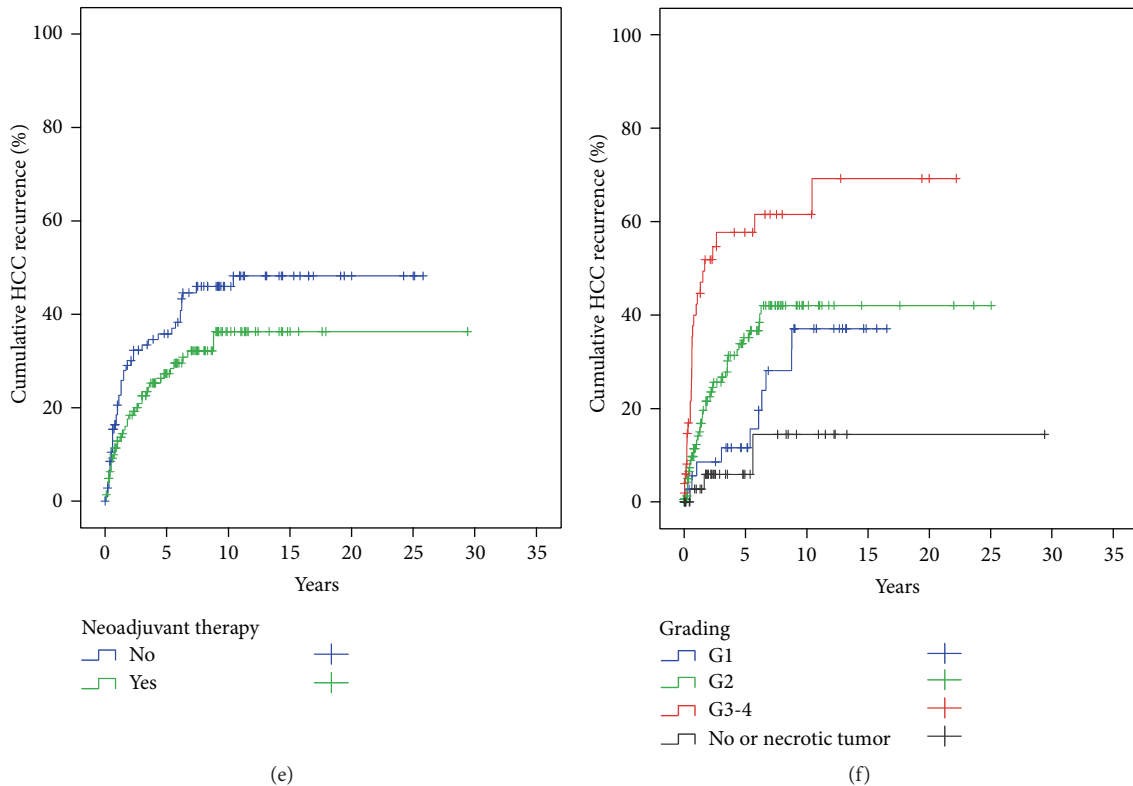 100
80
60
40
20
0
Cumulative HCC recurrence (%)
0 5 10 15 20 25 30 35
Years
Neoadjuvant therapy
No
Yes
(e)
100
80
60
40
20
0
Cumulative HCC recurrence (%)
0 5 10 15 20 25 30 35
Years
Grading
G1
G2
G3-4
No or necrotic tumor
(f)